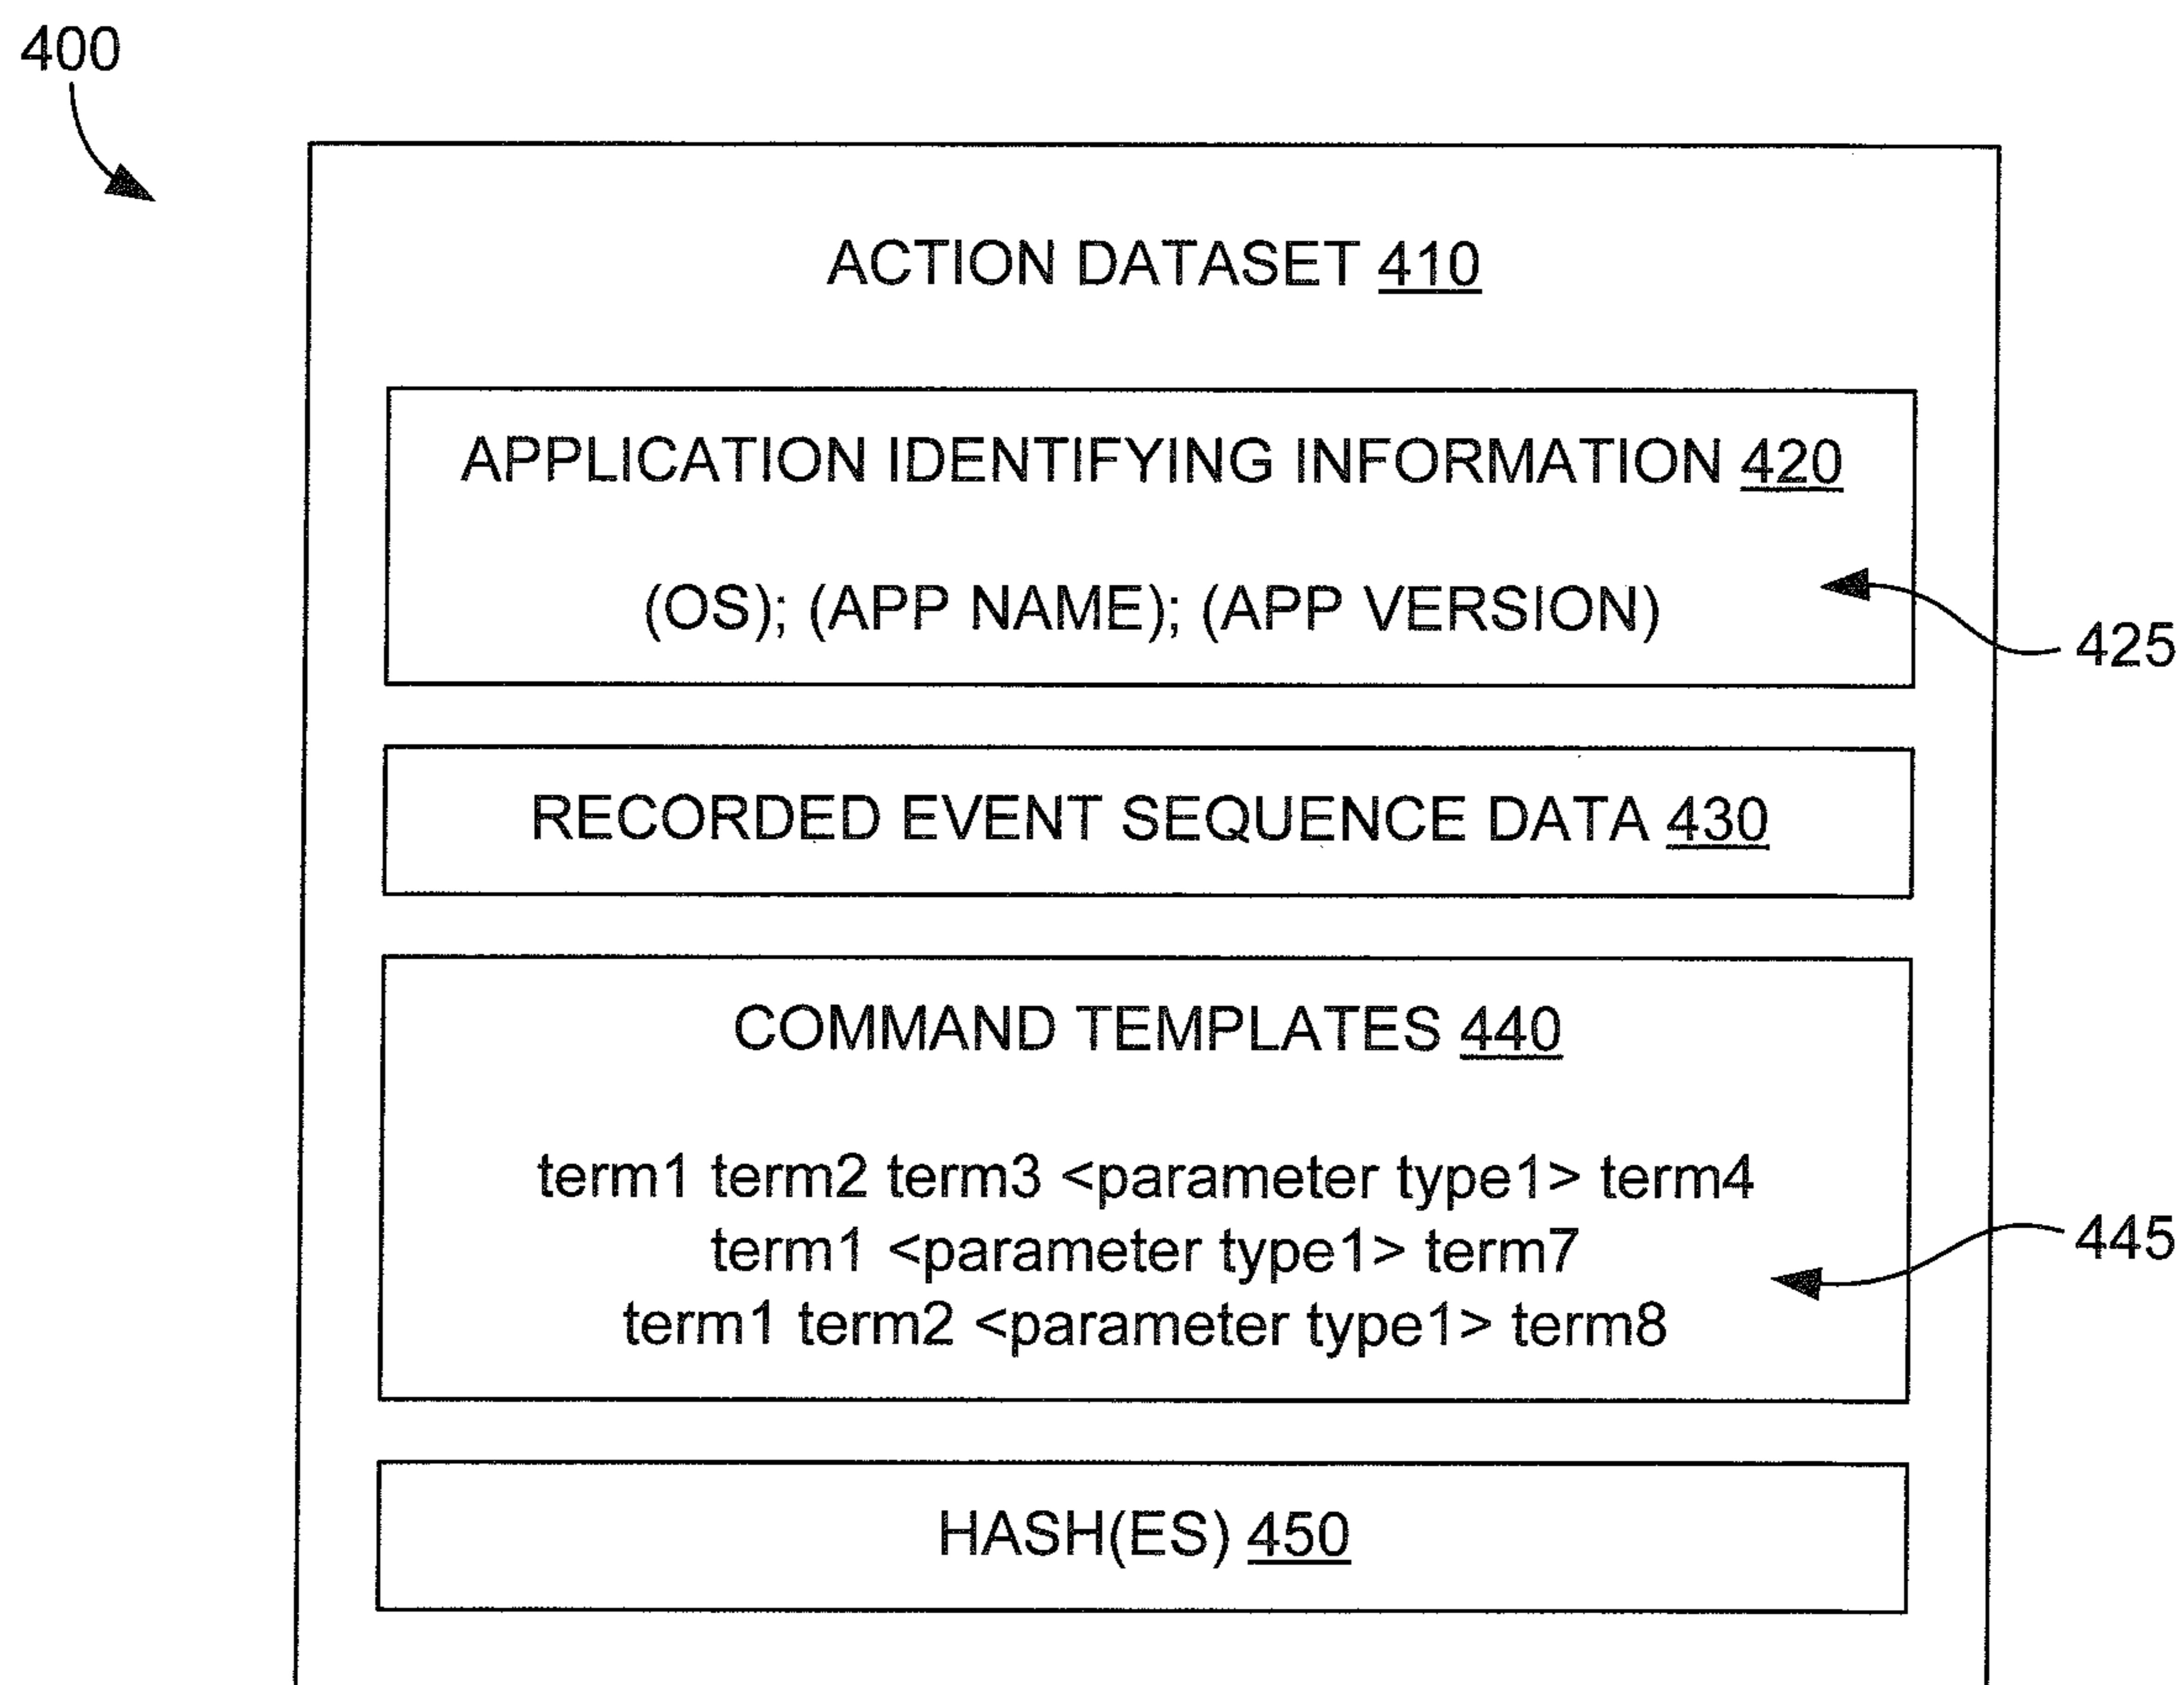 400
ACTION DATASET 410
APPLICATION IDENTIFYING INFORMATION 420
(OS); (APP NAME); (APP VERSION)
425
RECORDED EVENT SEQUENCE DATA 430
COMMAND TEMPLATES 440
term1 term2 term3 <parameter type1> term4
term1 <parameter type1> term7
445
term1 term2 <parameter type1> term8
HASH(ES) 450